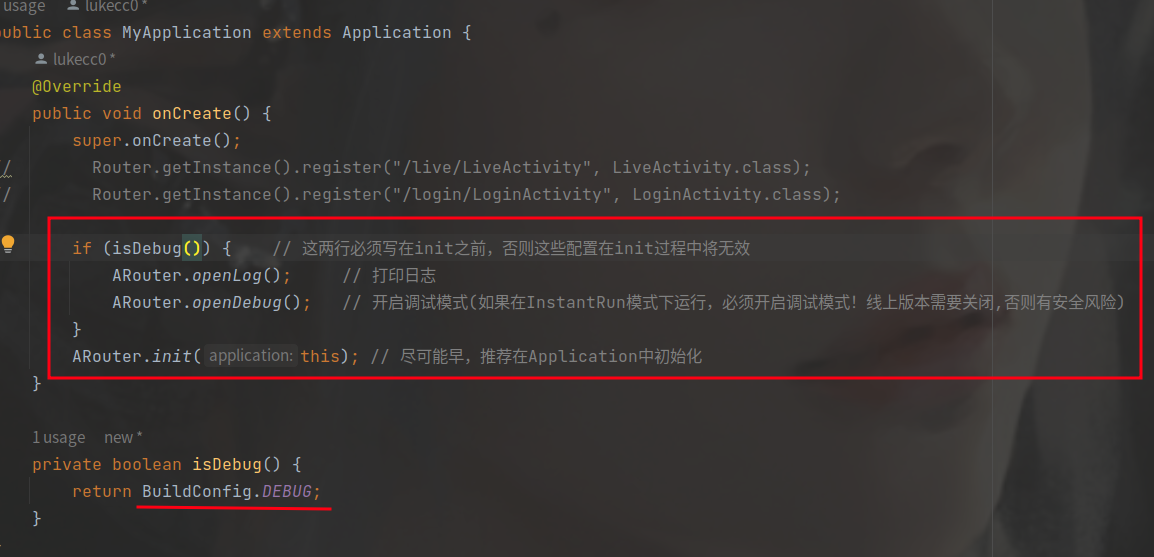 usage lukecc0 *
public class MyApplication extends Application {
lukecc0 *
@Override
public void onCreate() {
super.onCreate();
// Router.getInstance().register("/live/LiveActivity", LiveActivity.class);
// Router.getInstance().register("/login/LoginActivity", LoginActivity.class);
if (isDebug()) { // 这两行必须写在init之前，否则这些配置在init过程中将无效
ARouter.openLog(); // 打印日志
ARouter.openDebug(); // 开启调试模式(如果在InstantRun模式下运行，必须开启调试模式！线上版本需要关闭,否则有安全风险)
}
ARouter.init( application: this); // 尽可能早，推荐在Application中初始化
}
1 usage new *
private boolean isDebug() {
return BuildConfig.DEBUG;
}